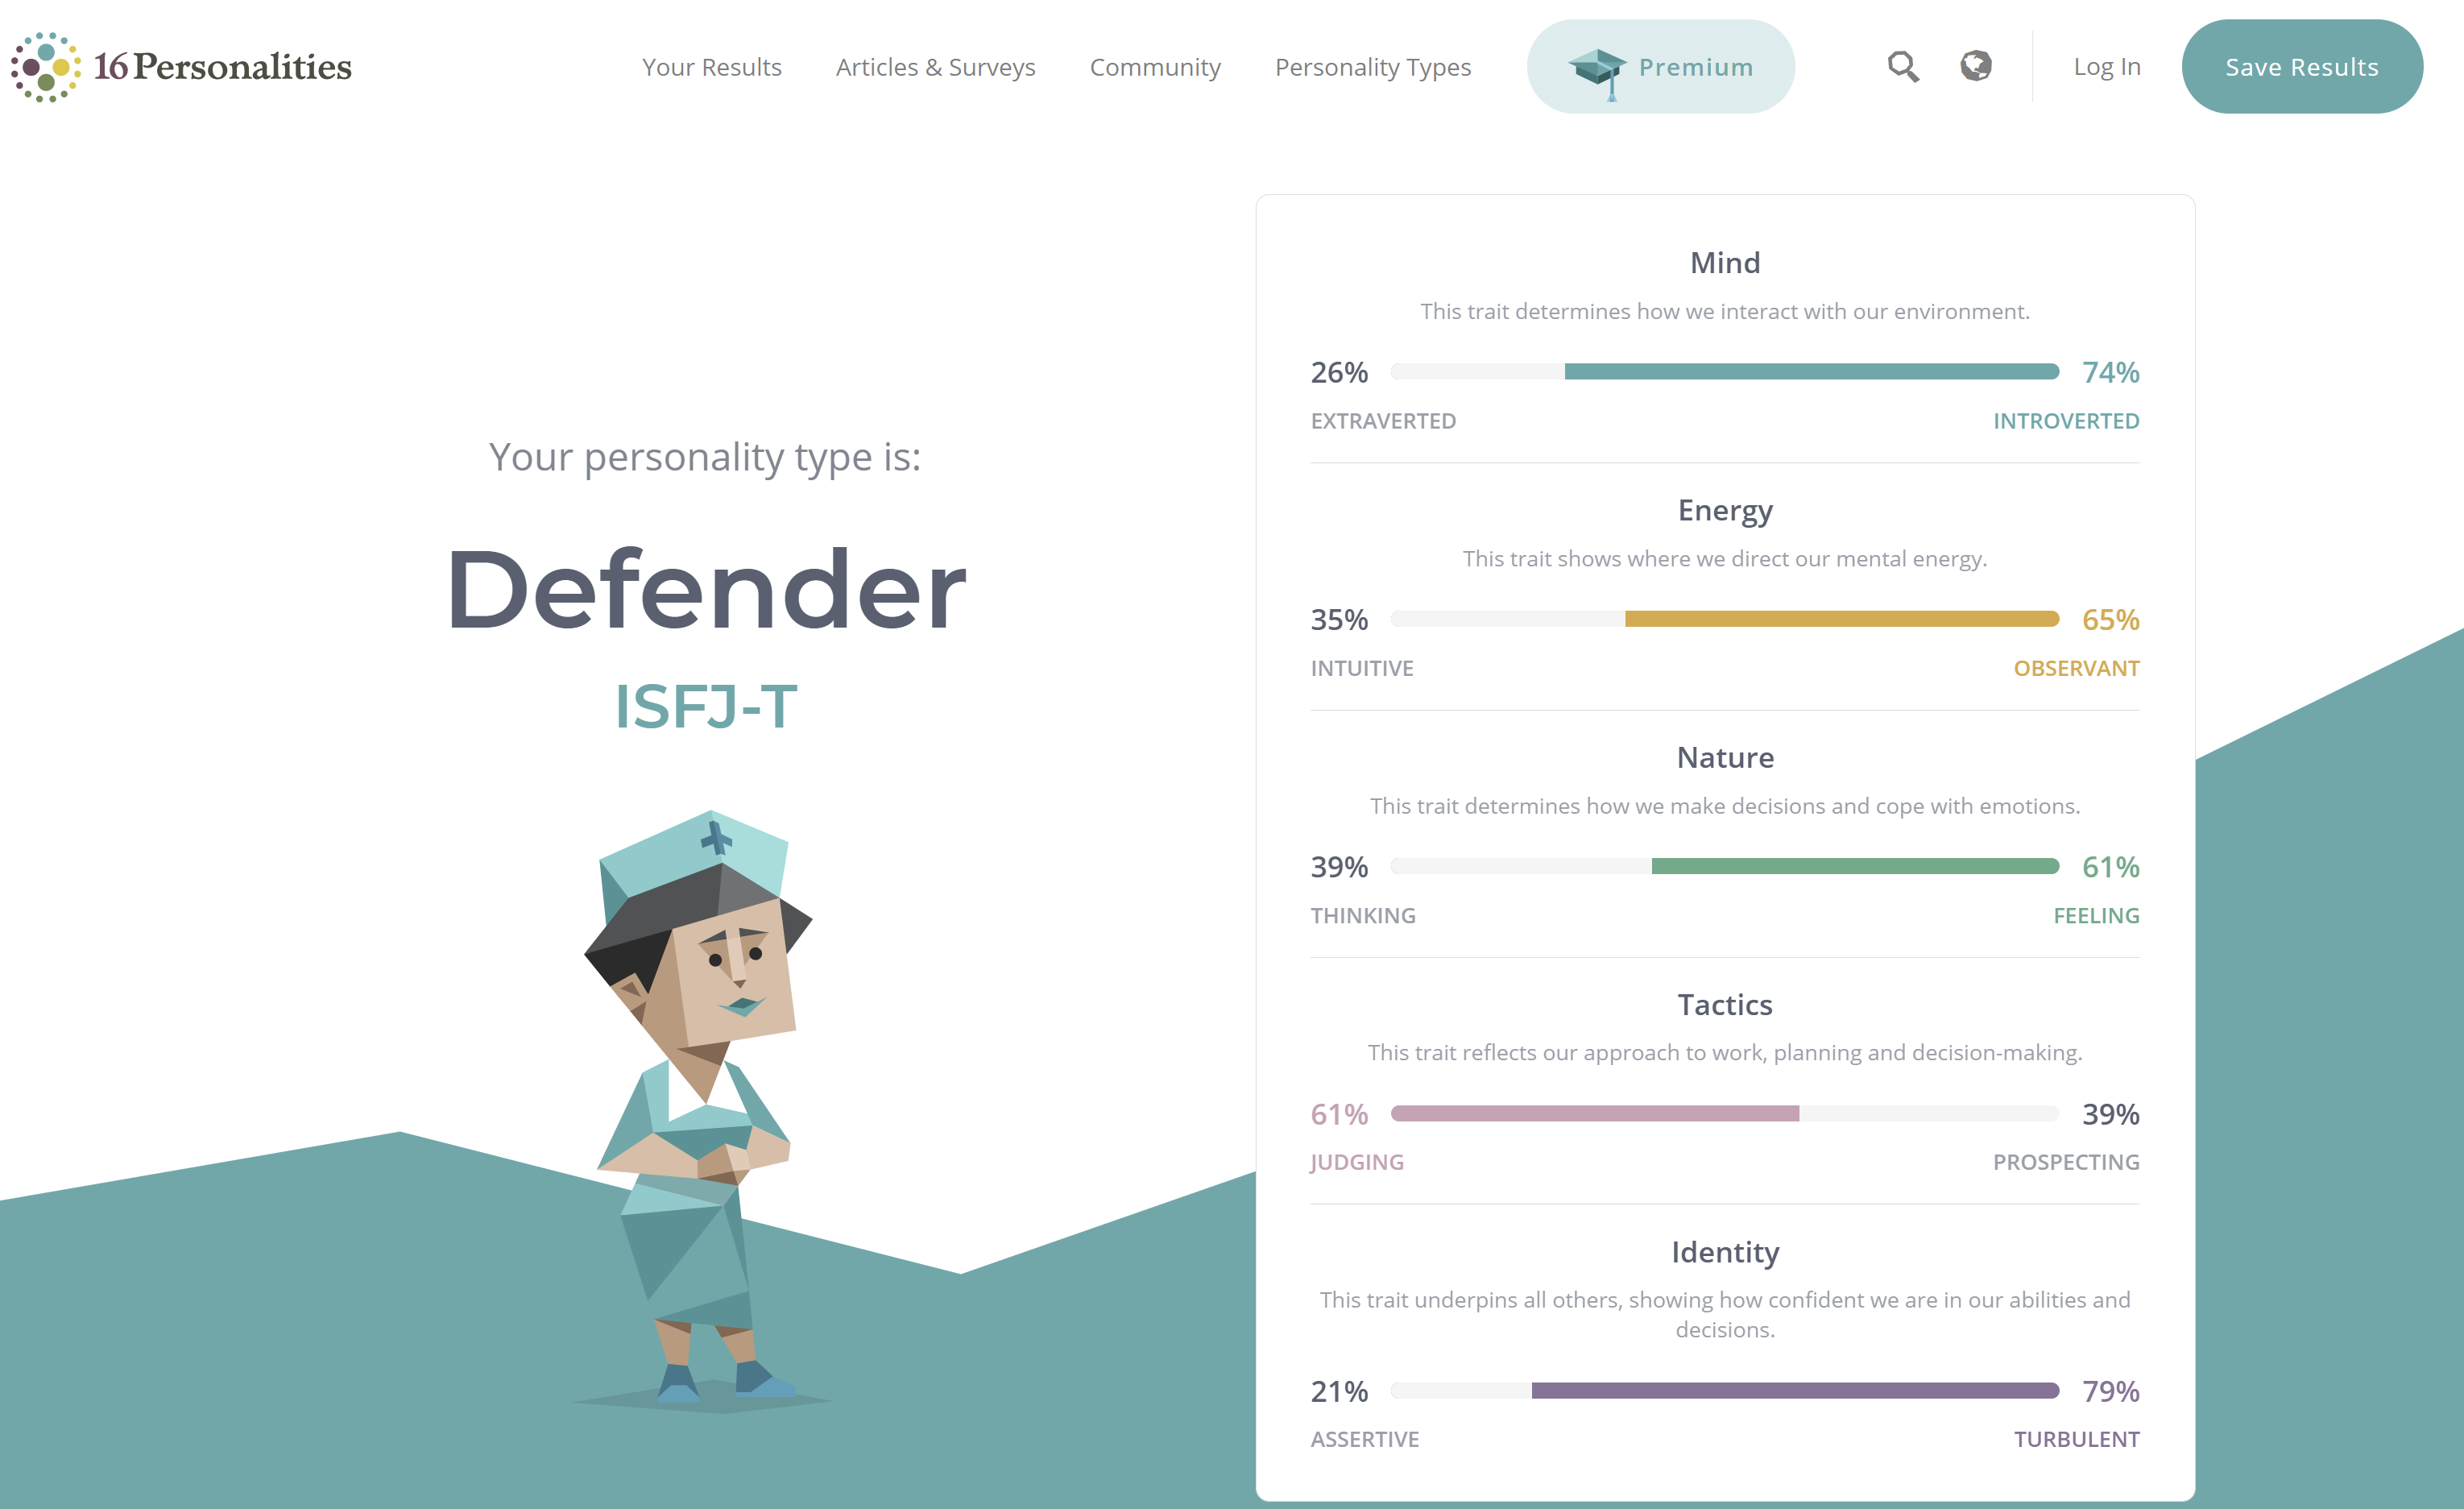 16Personalities
Your Results
Articles & Surveys
Community
Personality Types
Premium
Log In
Save Results
Your personality type is:
Defender
ISFJ-T
Mind
This trait determines how we interact with our environment.
26% 74%
EXTRAVERTED INTROVERTED
Energy
This trait shows where we direct our mental energy.
35% 65%
INTUITIVE OBSERVANT
Nature
This trait determines how we make decisions and cope with emotions.
39% 61%
THINKING FEELING
Tactics
This trait reflects our approach to work, planning and decision-making.
61% 39%
JUDGING PROSPECTING
Identity
This trait underpins all others, showing how confident we are in our abilities and
decisions.
21% 79%
ASSERTIVE TURBULENT